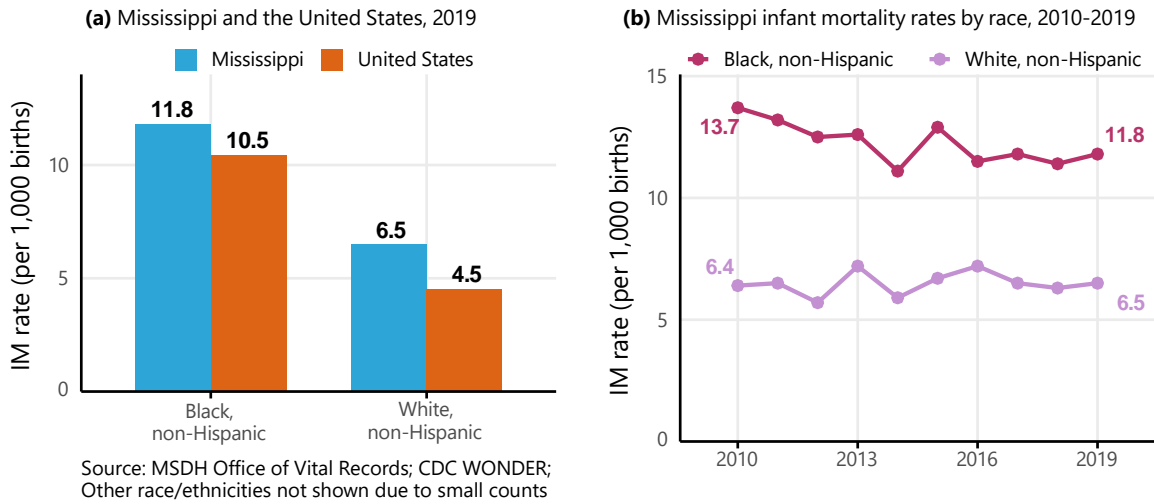 (a) Mississippi and the United States, 2019
Mississippi United States
IM rate (per 1,000 births)
10
5
0
11.8
10.5
6.5
4.5
Black,
non-Hispanic
White,
non-Hispanic
Source: MSDH Office of Vital Records; CDC WONDER;
Other race/ethnicities not shown due to small counts
(b) Mississippi infant mortality rates by race, 2010-2019
Black, non-Hispanic White, non-Hispanic
IM rate (per 1,000 births)
15
10
5
0
13.7
11.8
6.4
6.5
2010 2013 2016 2019